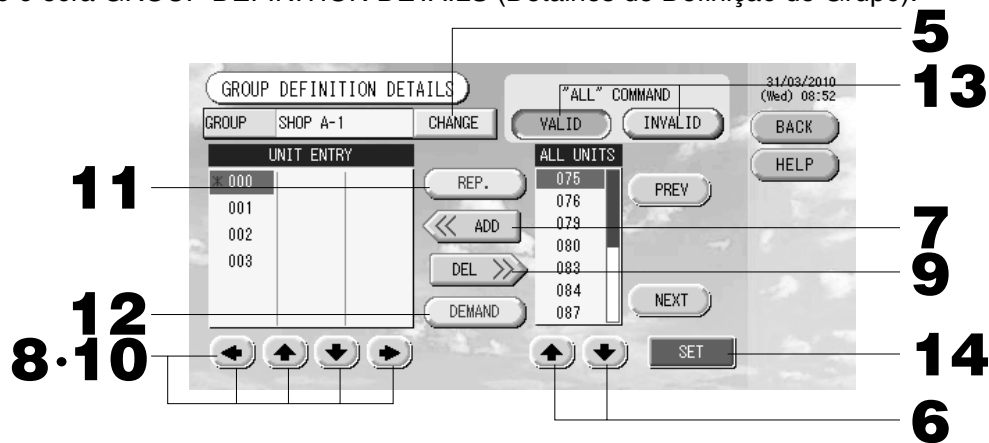 GROUP DEFINITION DETAILS (Detalhes de Definição do Grupo).
5
GROUP DEFINITION DETAILS
"ALL" COMMAND
31/03/2010
(Wed) 08:52
13
GROUP SHOP A-1 CHANGE
VALID INVALID
BACK
UNIT ENTRY
ALL UNITS
HELP
11
* 000
REP.
075
PREV
001
076
002
ADD
079
7
080
003
DEL
083
9
084
12
DEMAND
087
NEXT
8·10
SET
14
6